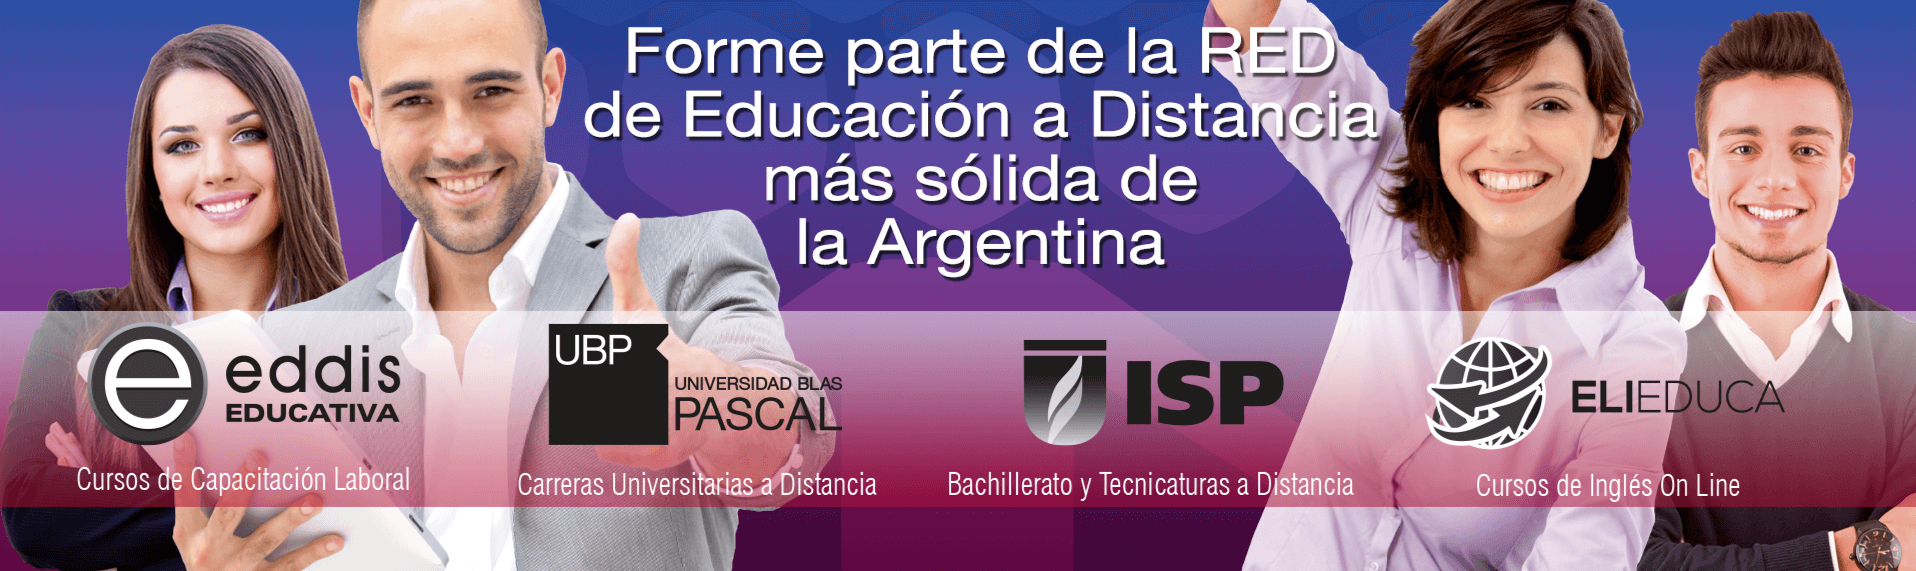 Forme parte de la RED
de Educación a Distancia
más sólida de
la Argentina
e eddis
EDUCATIVA
Cursos de Capacitación Laboral
UBP
UNIVERSIDAD BLAS
PASCAL
Carreras Universitarias a Distancia
ISP
Bachillerato y Tecnicaturas a Distancia
ELIEDUCA
Cursos de Inglés On Line